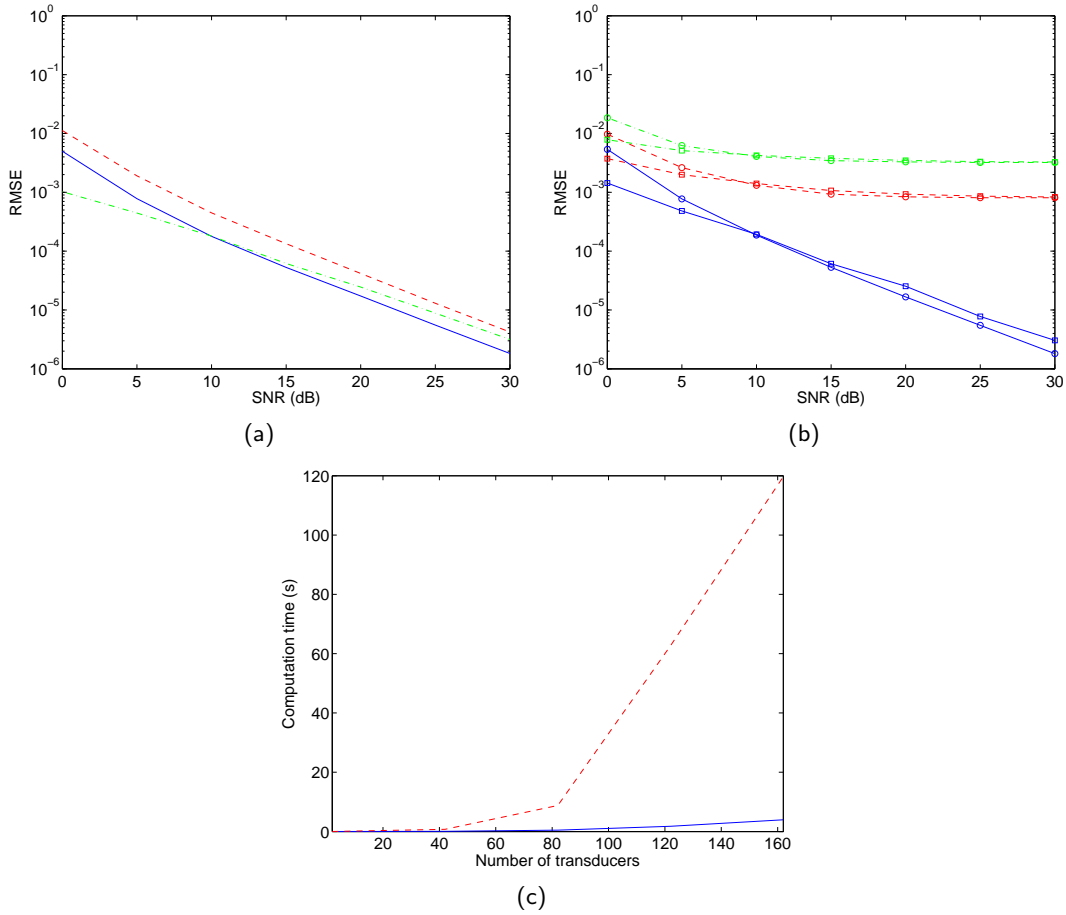 10^0
10^−1
10^−2
10^−3
10^−4
10^−5
10^−6
RMSE
0 5 10 15 20 25 30
SNR (dB)
(a)
10^0
10^−1
10^−2
10^−3
10^−4
10^−5
10^−6
RMSE
0 5 10 15 20 25 30
SNR (dB)
(b)
120
100
80
60
40
20
0
Computation time (s)
20 40 60 80 100 120 140 160
Number of transducers
(c)